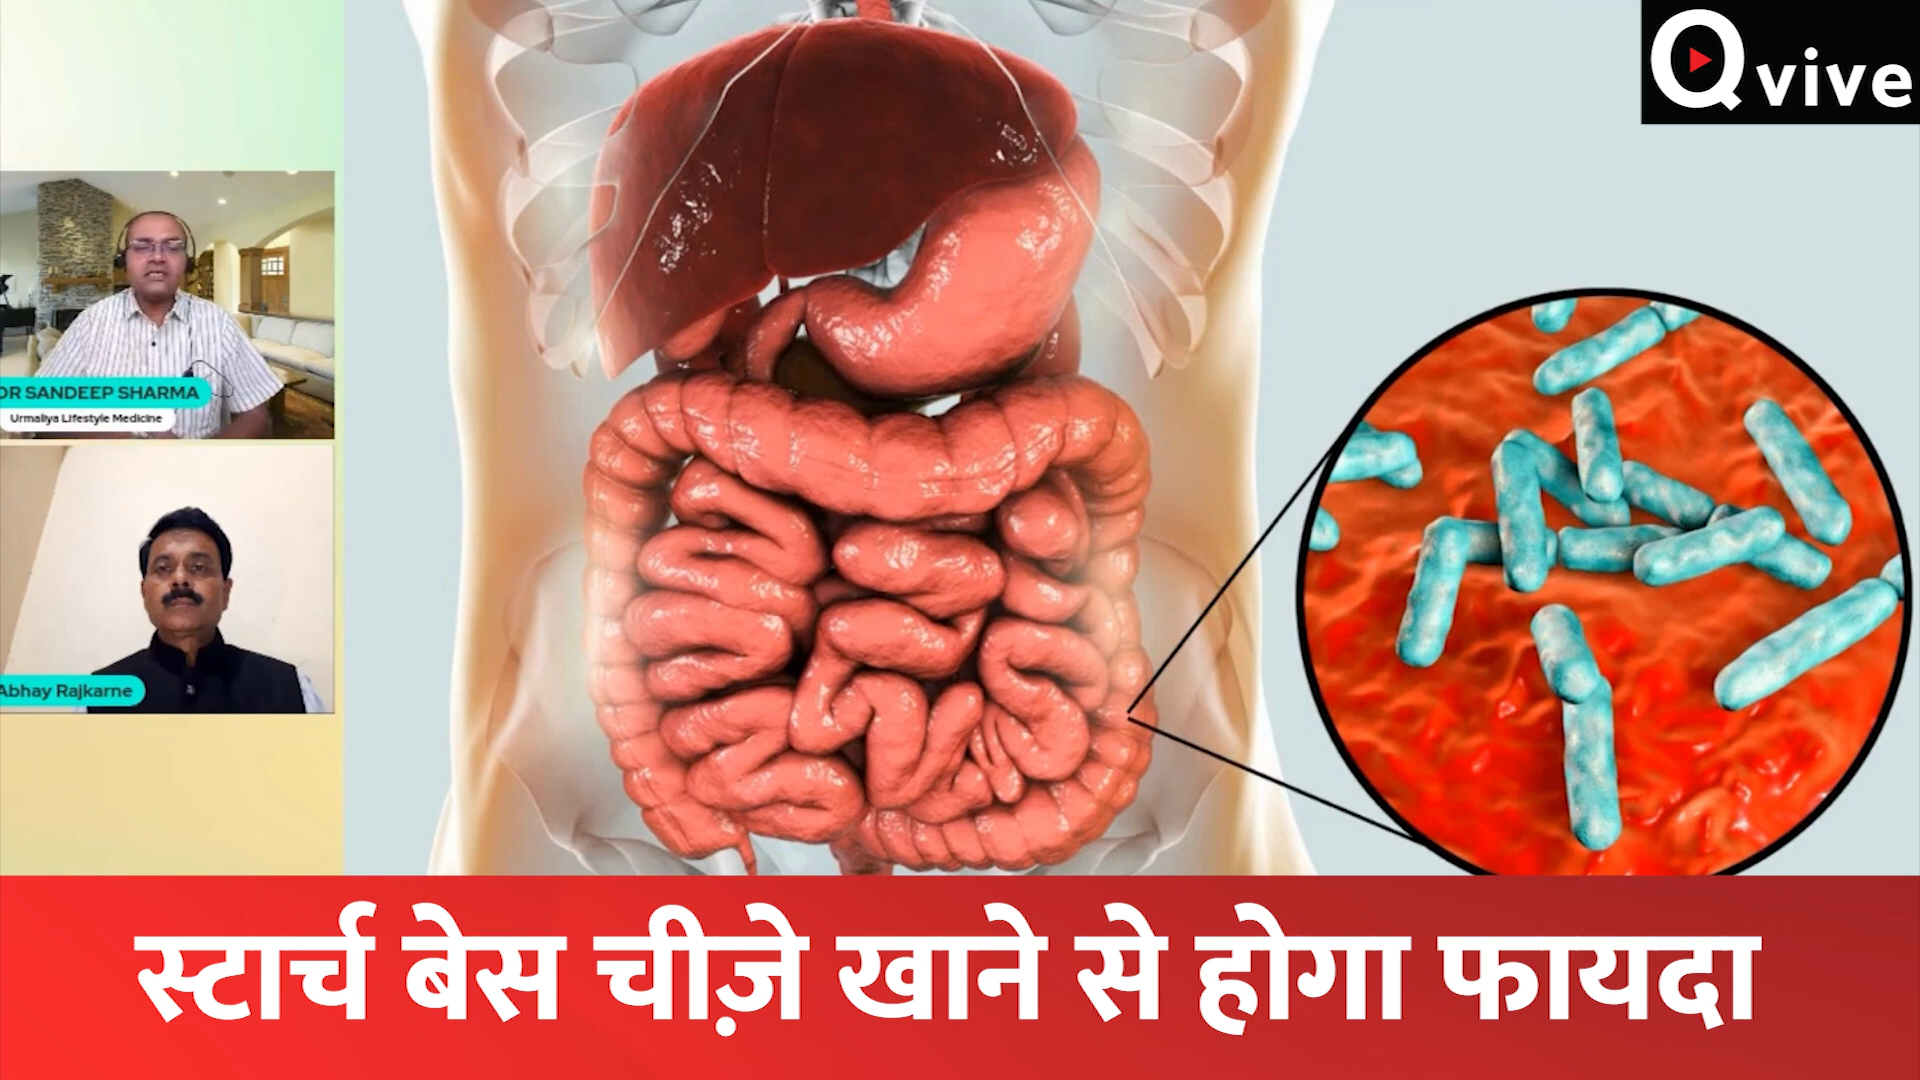 Qvive
DR SANDEEP SHARMA
Urmaliya Lifestyle Medicine
Abhay Rajkarne
स्टार्च बेस चीज़े खाने से होगा फायदा